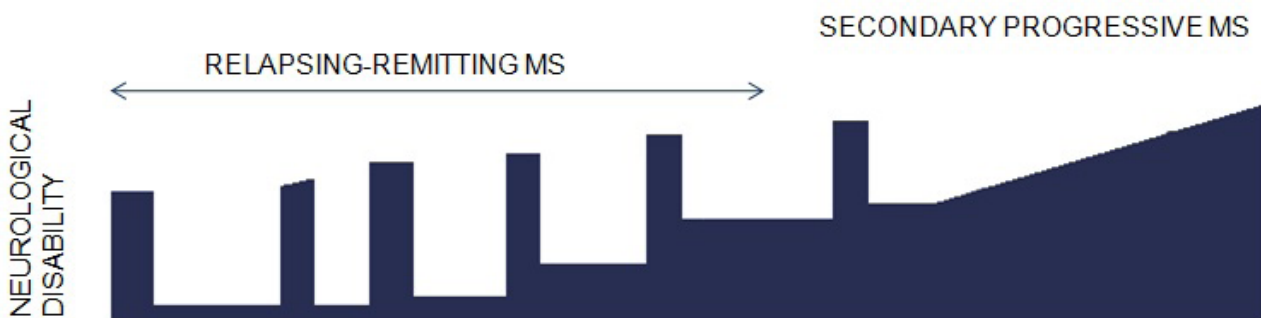 SECONDARY PROGRESSIVE MS
RELAPSING-REMITTING MS
NEUROLOGICAL
DISABILITY